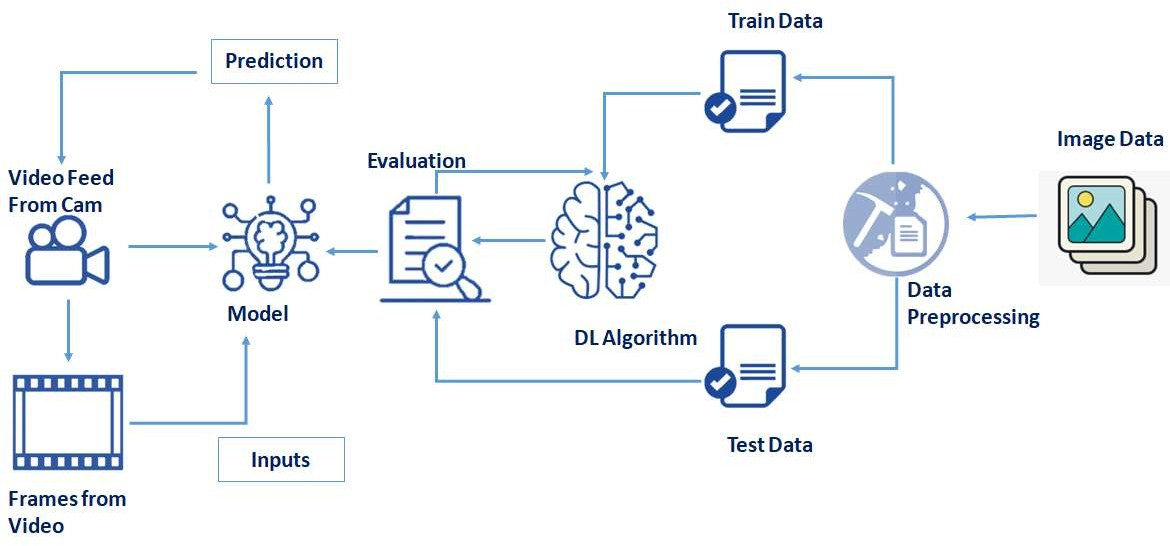 Train Data
Prediction
Image Data
Evaluation
Video Feed
From Cam
Data
Preprocessing
Model
DL Algorithm
Test Data
Inputs
Frames from
Video